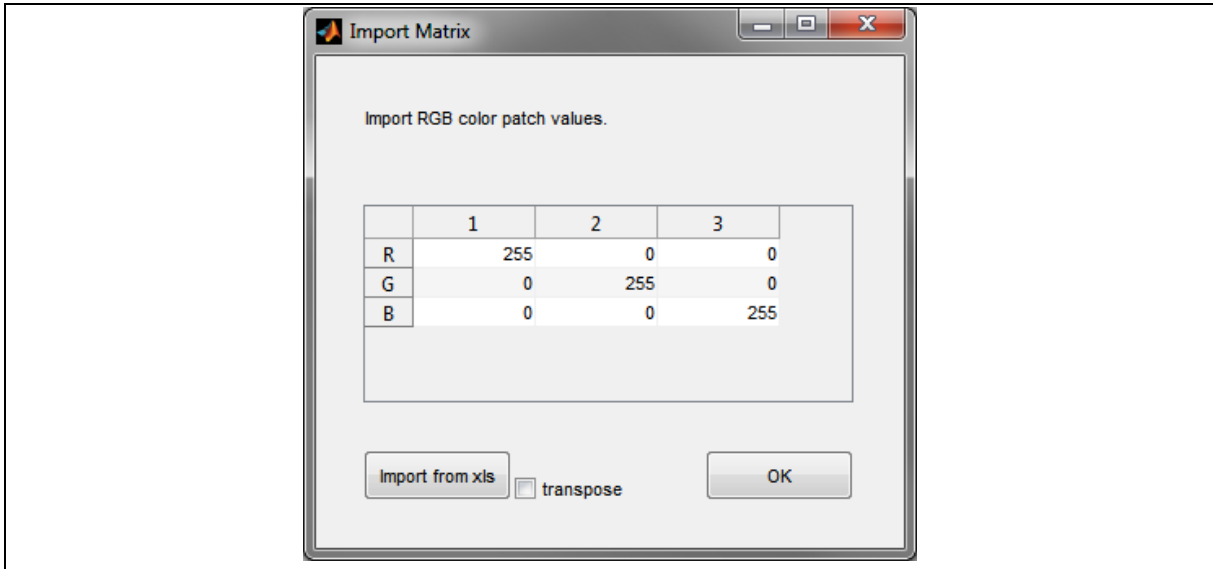 Import Matrix
Import RGB color patch values.
1 2 3
R 255 0 0
G 0 255 0
B 0 0 255
Import from xls transpose OK